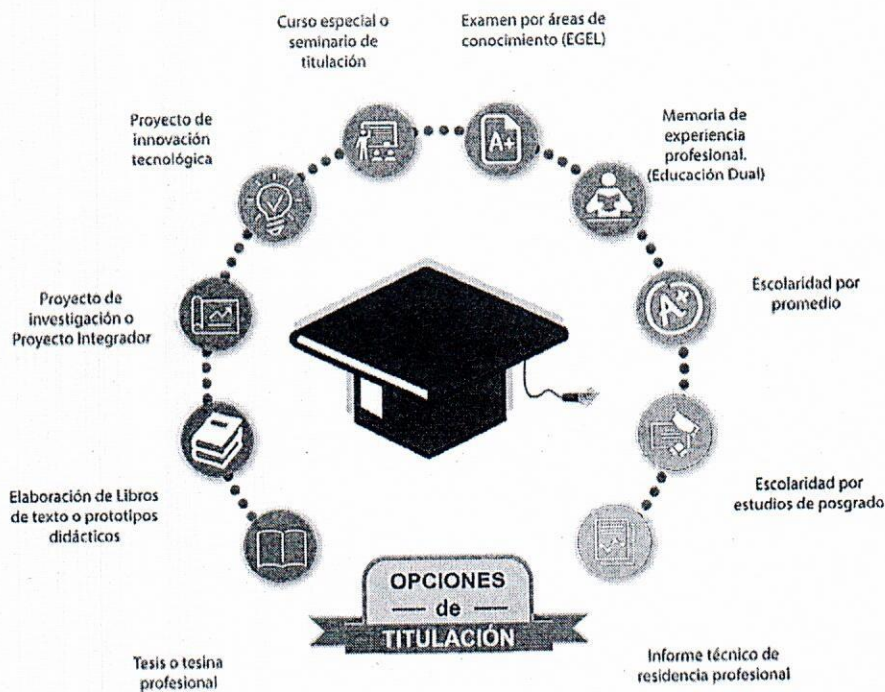 Curso especial o
seminario de
titulación
Examen por áreas de
conocimiento (EGEL)
Proyecto de
innovación
tecnológica
Memoria de
experiencia
profesional.
(Educación Dual)
A+
Proyecto de
investigación o
Proyecto Integrador
Escolaridad por
promedio
A+
Elaboración de Libros
de texto o prototipos
didácticos
Escolaridad por
estudios de posgrado
OPCIONES
de
TITULACIÓN
Tesis o tesina
profesional
Informe técnico de
residencia profesional